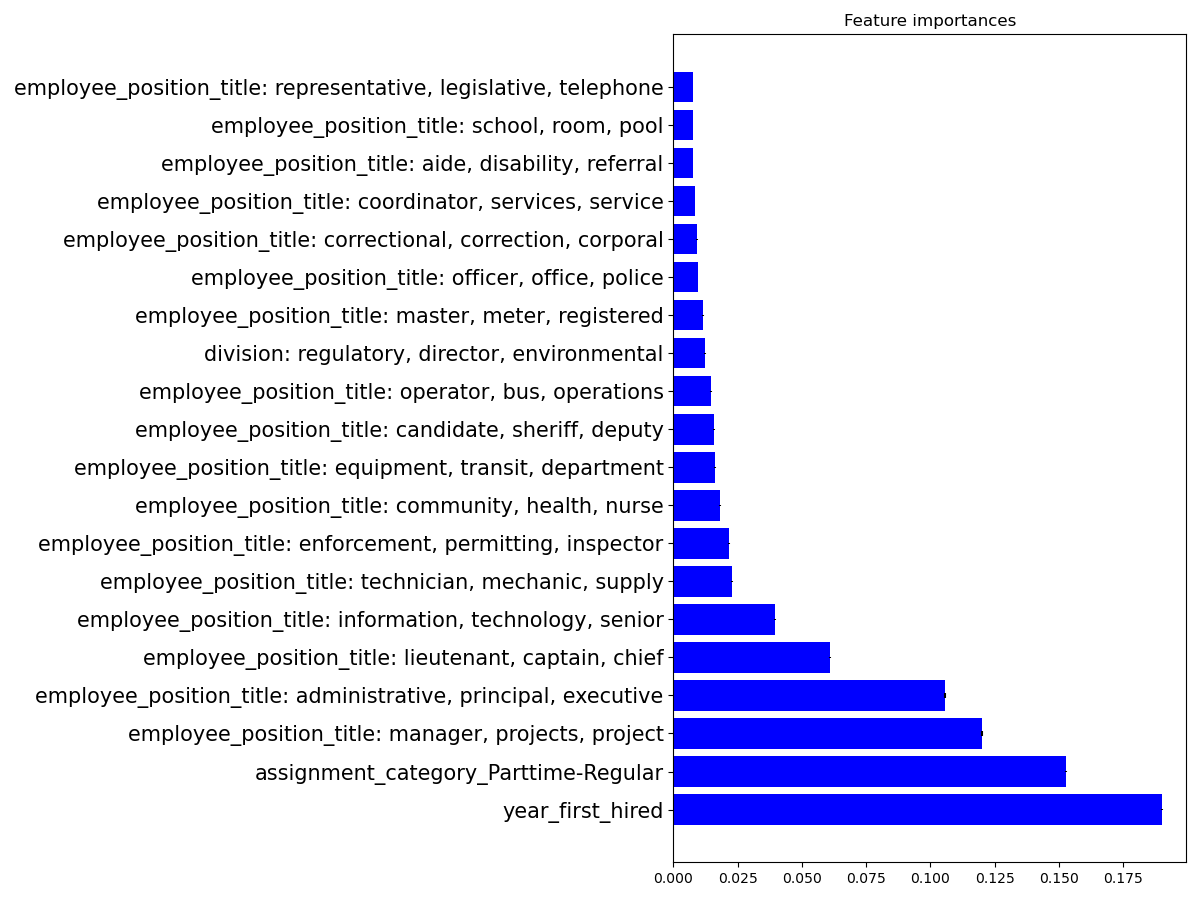 Feature importances
employee_position_title: representative, legislative, telephone
employee_position_title: school, room, pool
employee_position_title: aide, disability, referral
employee_position_title: coordinator, services, service
employee_position_title: correctional, correction, corporal
employee_position_title: officer, office, police
employee_position_title: master, meter, registered
division: regulatory, director, environmental
employee_position_title: operator, bus, operations
employee_position_title: candidate, sheriff, deputy
employee_position_title: equipment, transit, department
employee_position_title: community, health, nurse
employee_position_title: enforcement, permitting, inspector
employee_position_title: technician, mechanic, supply
employee_position_title: information, technology, senior
employee_position_title: lieutenant, captain, chief
employee_position_title: administrative, principal, executive
employee_position_title: manager, projects, project
assignment_category_Parttime-Regular
year_first_hired
0.000 0.025 0.050 0.075 0.100 0.125 0.150 0.175